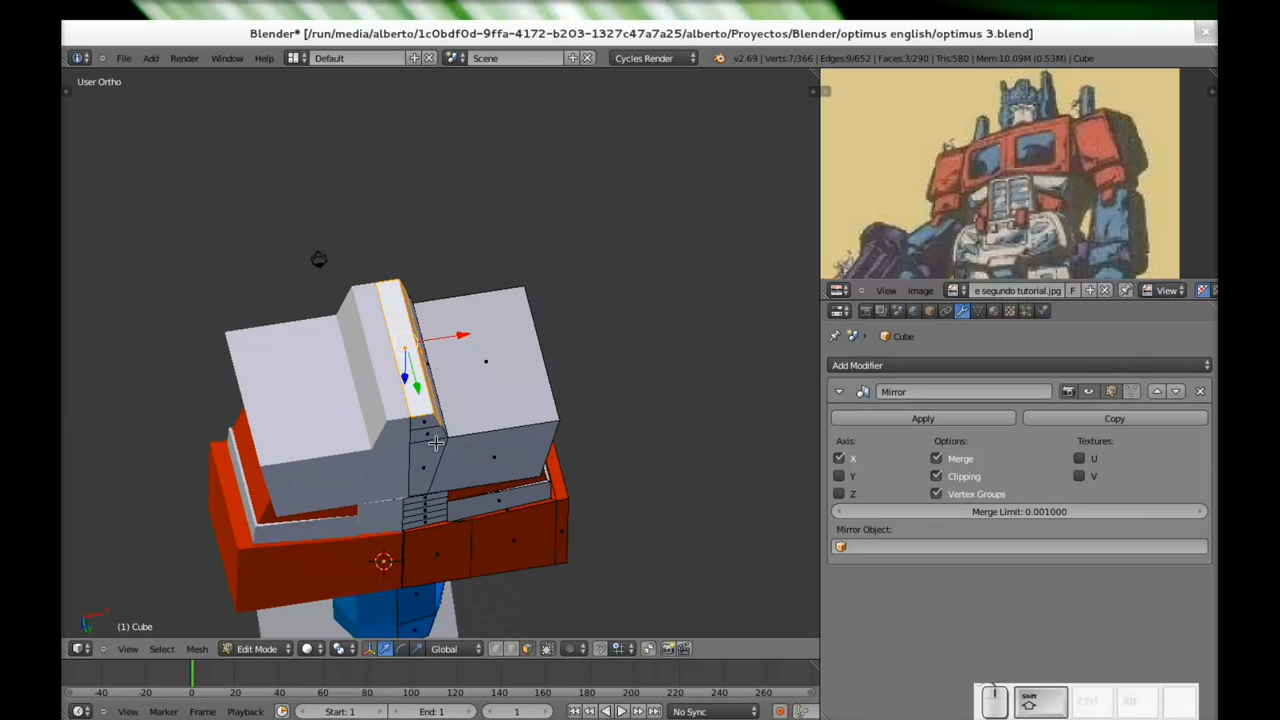 Blender* [/run/media/alberto/1c0bdf0d-9ffa-4172-b203-1327c47a7a25/alberto/Proyectos/Blender/optimus english/optimus 3.blend]
File Add Render Window Help Default Scene Cycles Render v2.69 | Verts:7/366 | Edges:9/652 | Faces:3/290 | Tris:580 | Mem:10.09M (0.53M) | Cube
User Ortho
View Image e segundo tutorial.jpg F View
Cube
Add Modifier
Mirror
Apply Copy
Axis: Options: Textures:
X Merge U
Y Clipping V
Z Vertex Groups
Merge Limit: 0.001000
Mirror Object:
(1) Cube
View Select Mesh Edit Mode Global
-40 -20 0 20 40 60 80 100 120 140 160 180 200 220 240 260
View Marker Frame Playback Start: 1 End: 1 1 No Sync
Shift Ctrl Alt